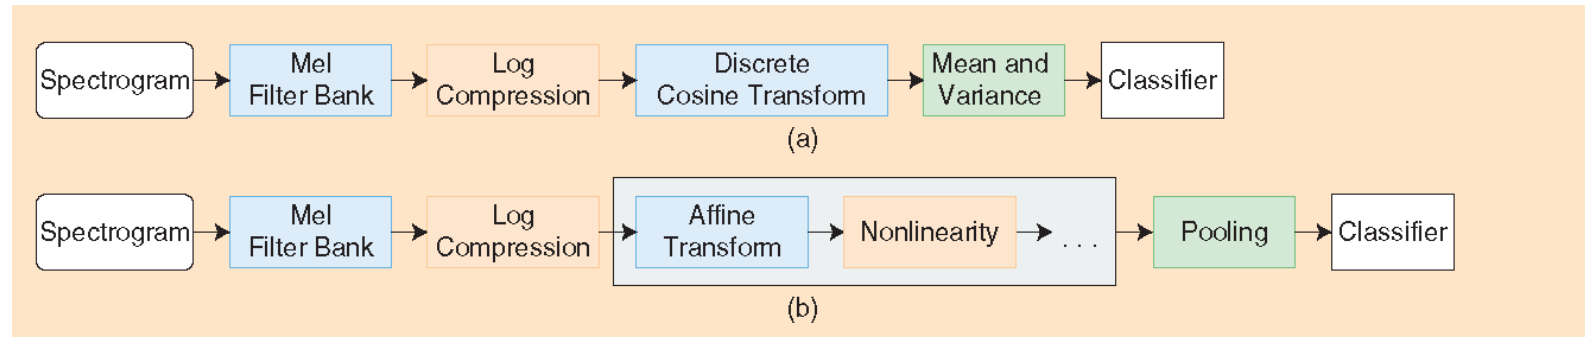 Spectrogram
Mel
Filter Bank
Log
Compression
Discrete
Cosine Transform
Mean and
Variance
Classifier
(a)
Spectrogram
Mel
Filter Bank
Log
Compression
Affine
Transform
Nonlinearity
. . .
Pooling
Classifier
(b)